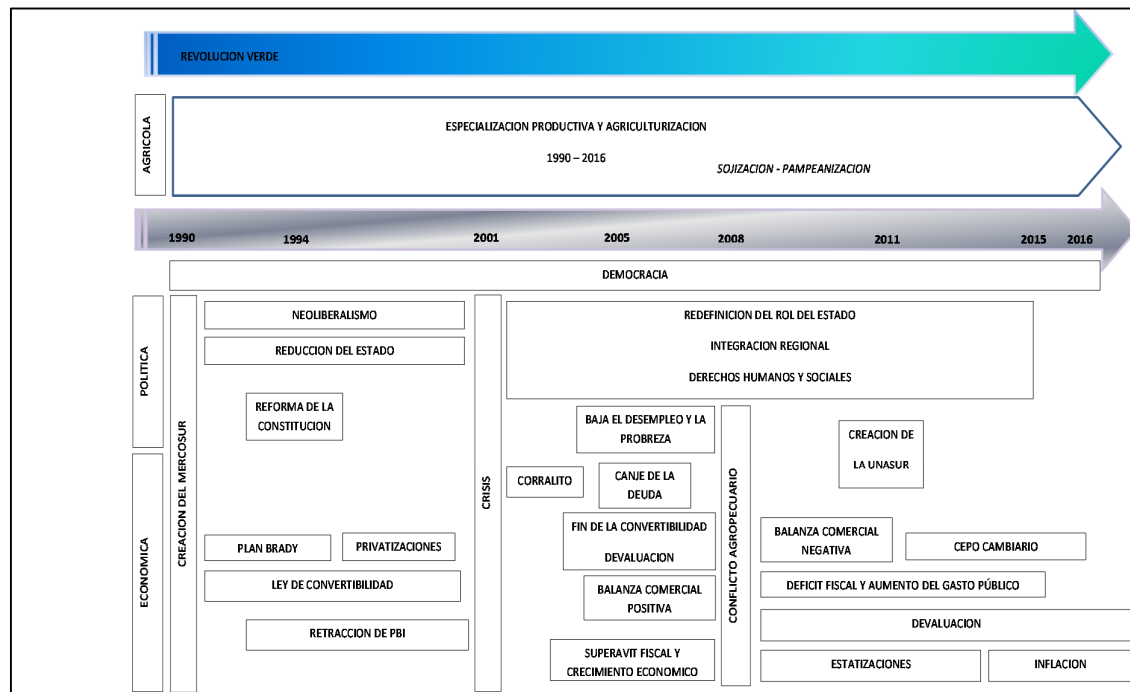 REVOLUCION VERDE
AGRICOLA
ESPECIALIZACION PRODUCTIVA Y AGRICULTURIZACION
1990 – 2016
SOJIZACION - PAMPEANIZACION
1990
1994
2001
2005
2008
2011
2015
2016
DEMOCRACIA
POLITICA
ECONOMICA
CREACION DEL MERCOSUR
NEOLIBERALISMO
REDUCCION DEL ESTADO
REFORMA DE LA
CONSTITUCION
PLAN BRADY
PRIVATIZACIONES
LEY DE CONVERTIBILIDAD
RETRACCION DE PBI
CRISIS
REDEFINICION DEL ROL DEL ESTADO
INTEGRACION REGIONAL
DERECHOS HUMANOS Y SOCIALES
BAJA EL DESEMPLEO Y LA
PROBREZA
CORRALITO
CANJE DE LA
DEUDA
FIN DE LA CONVERTIBILIDAD
DEVALUACION
BALANZA COMERCIAL
POSITIVA
SUPERAVIT FISCAL Y
CRECIMIENTO ECONOMICO
CONFLICTO AGROPECUARIO
CREACION DE
LA UNASUR
BALANZA COMERCIAL
NEGATIVA
CEPO CAMBIARIO
DEFICIT FISCAL Y AUMENTO DEL GASTO PÚBLICO
DEVALUACION
ESTATIZACIONES
INFLACION